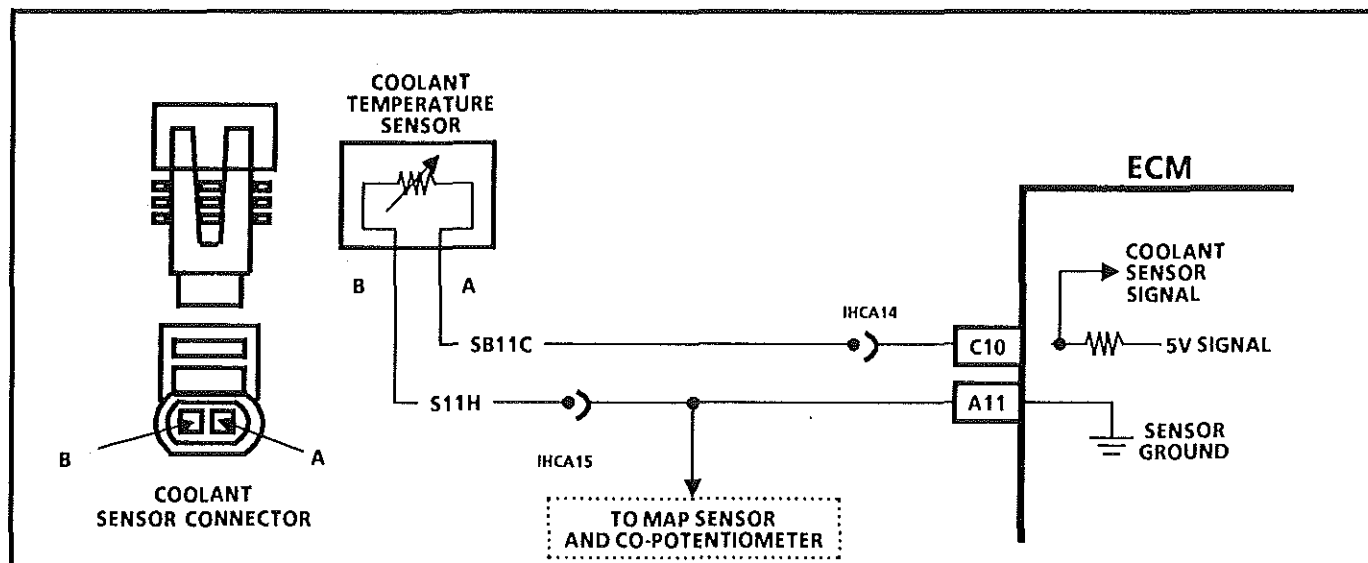 COOLANT
TEMPERATURE
SENSOR
ECM
B
A
COOLANT
SENSOR
SIGNAL
IHCA14
SB11C
C10
5V SIGNAL
S11H
A11
B
A
IHCA15
SENSOR
GROUND
COOLANT
SENSOR CONNECTOR
TO MAP SENSOR
AND CO-POTENTIOMETER